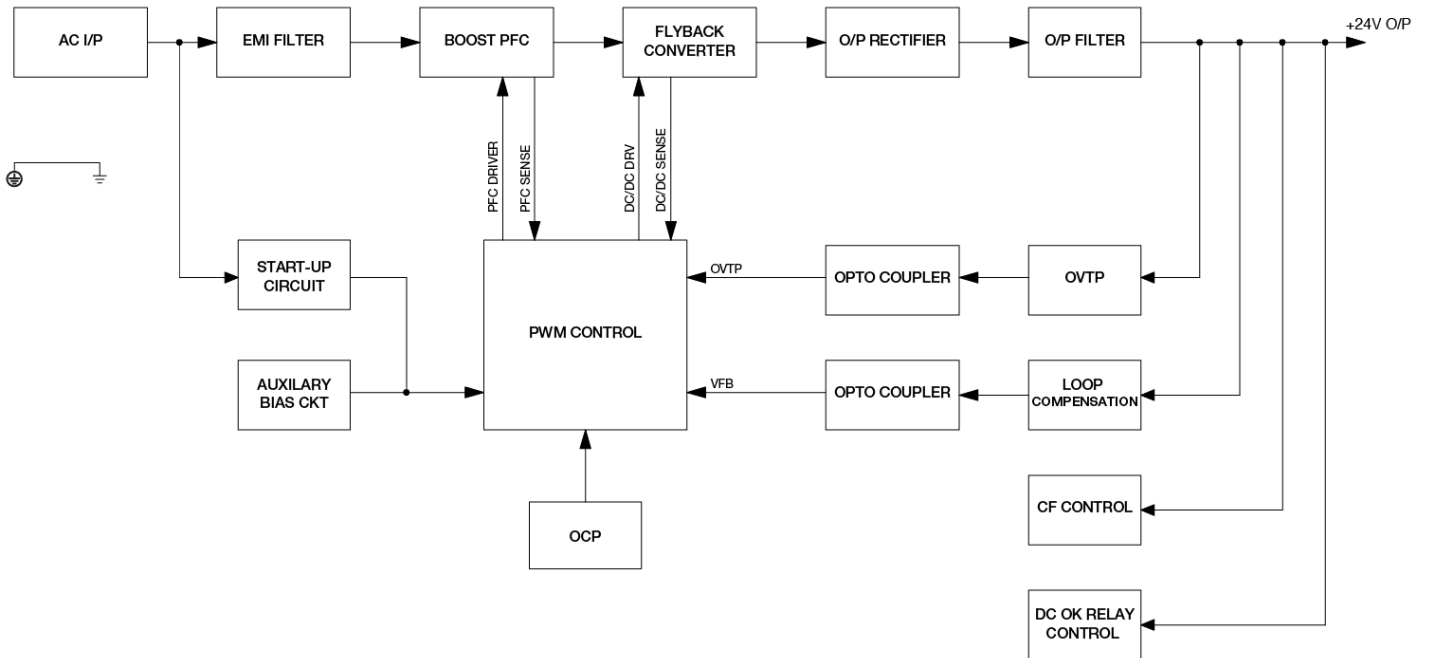 +24V O/P
AC I/P
EMI FILTER
BOOST PFC
FLYBACK
CONVERTER
O/P RECTIFIER
O/P FILTER
PFC DRIVER
PFC SENSE
DC/DC DRV
DC/DC SENSE
START-UP
CIRCUIT
PWM CONTROL
OVTP
OPTO COUPLER
OVTP
AUXILARY
BIAS CKT
VFB
OPTO COUPLER
LOOP
COMPENSATION
OCP
CF CONTROL
DC OK RELAY
CONTROL